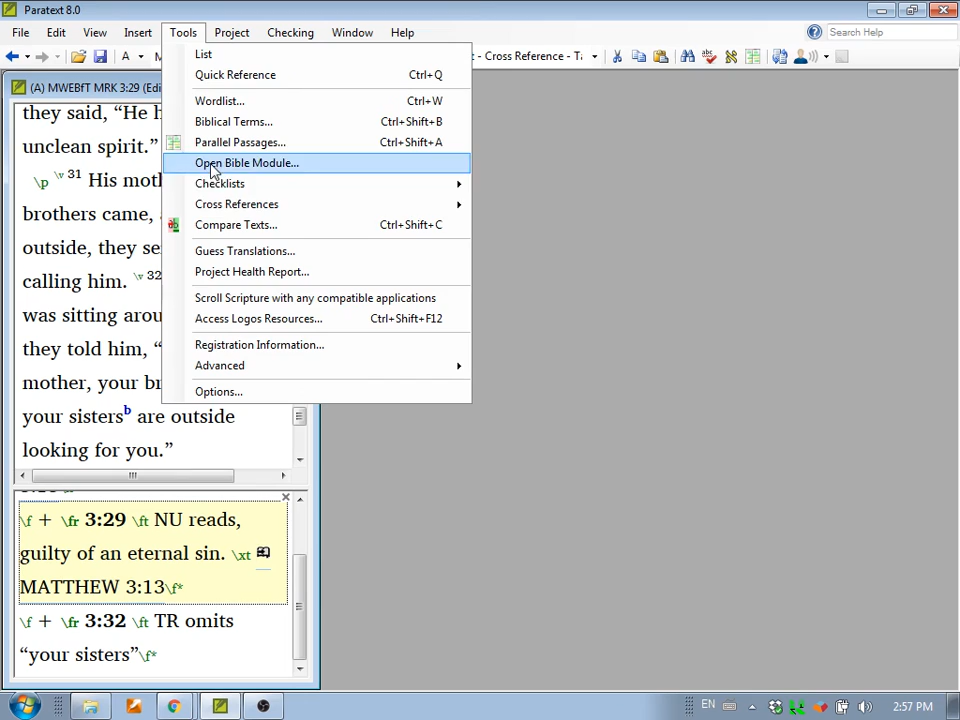 Paratext 8.0
File Edit View Insert Tools Project Checking Window Help
Search Help
A
- Cross Reference - Ta
(A) MWEBfT MRK 3:29 (Edi
List
Quick Reference Ctrl+Q
Wordlist... Ctrl+W
Biblical Terms... Ctrl+Shift+B
Parallel Passages... Ctrl+Shift+A
Open Bible Module...
Checklists
Cross References
Compare Texts... Ctrl+Shift+C
Guess Translations...
Project Health Report...
Scroll Scripture with any compatible applications
Access Logos Resources... Ctrl+Shift+F12
Registration Information...
Advanced
Options...
they said, “He h
unclean spirit.”
\p \v 31 His moth
brothers came, a
outside, they se
calling him. \v 32
was sitting arou
they told him, “
mother, your br
your sistersb are outside
looking for you.”
\f + \fr 3:29 \ft NU reads,
guilty of an eternal sin. \xt
MATTHEW 3:13\f*
\f + \fr 3:32 \ft TR omits
“your sisters”\f*
EN
2:57 PM